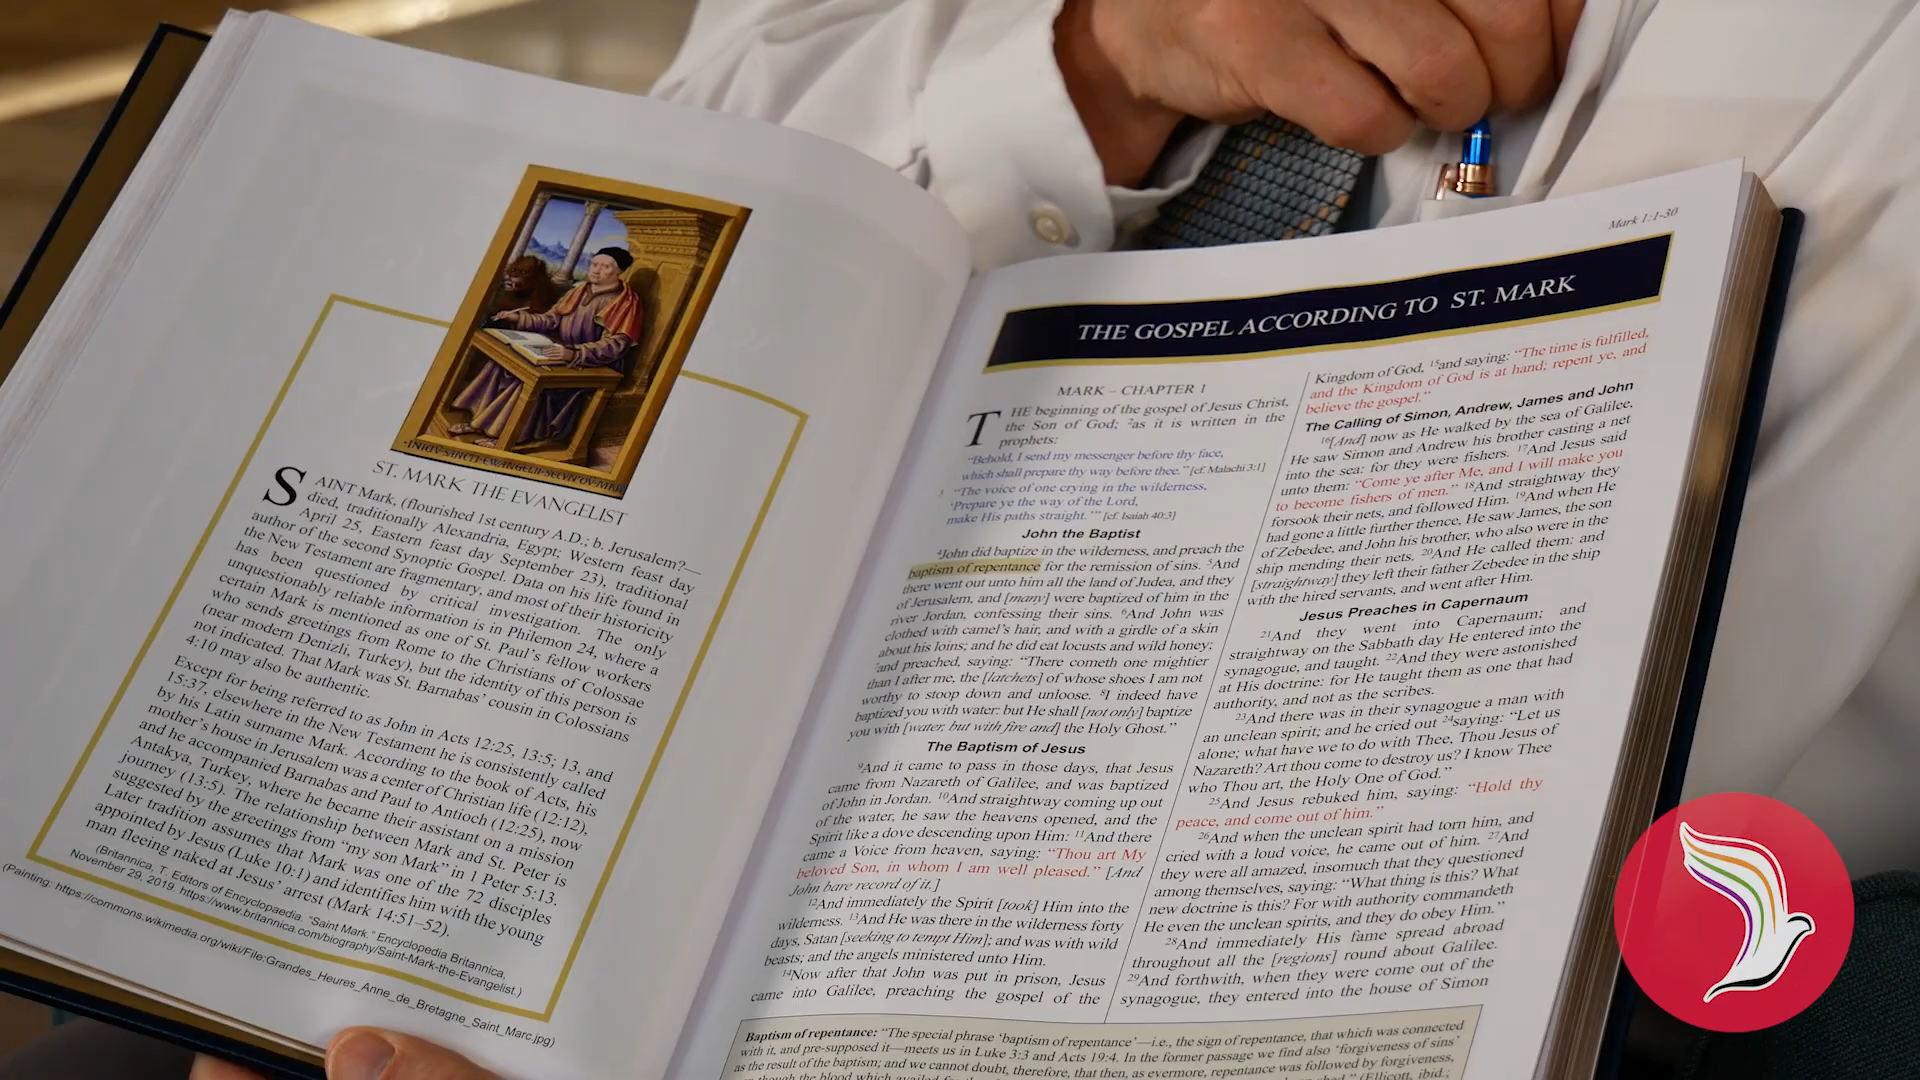 ·INICIV·SANCTI·EWANGELII·SECVNDV·MAR
ST. MARK THE EVANGELIST
SAINT Mark, (flourished 1st century A.D.; b. Jerusalem?—
died, traditionally Alexandria, Egypt; Western feast day
April 25, Eastern feast day September 23), traditional
author of the second Synoptic Gospel. Data on his life found in
the New Testament are fragmentary, and most of their historicity
has been questioned by critical investigation. The only
unquestionably reliable information is in Philemon 24, where a
certain Mark is mentioned as one of St. Paul's fellow workers
who sends greetings from Rome to the Christians of Colossae
(near modern Denizli, Turkey), but the identity of this person is
not indicated. That Mark was St. Barnabas' cousin in Colossians
4:10 may also be authentic.
Except for being referred to as John in Acts 12:25, 13:5; 13, and
15:37, elsewhere in the New Testament he is consistently called
by his Latin surname Mark. According to the book of Acts, his
mother's house in Jerusalem was a center of Christian life (12:12),
and he accompanied Barnabas and Paul to Antioch (12:25), now
Antakya, Turkey, where he became their assistant on a mission
journey (13:5). The relationship between Mark and St. Peter is
suggested by the greetings from “my son Mark” in 1 Peter 5:13.
Later tradition assumes that Mark was one of the 72 disciples
appointed by Jesus (Luke 10:1) and identifies him with the young
man fleeing naked at Jesus' arrest (Mark 14:51–52),
(Britannica, T. Editors of Encyclopaedia. "Saint Mark." Encyclopedia Britannica,
November 29, 2019. https://www.britannica.com/biography/Saint-Mark-the-Evangelist.)
(Painting: https://commons.wikimedia.org/wiki/File:Grandes_Heures_Anne_de_Bretagne_Saint_Marc.jpg)
Mark 1:1-30
THE GOSPEL ACCORDING TO ST. MARK
MARK – CHAPTER 1
THE beginning of the gospel of Jesus Christ,
the Son of God; ²as it is written in the
prophets:
“Behold, I send my messenger before thy face,
which shall prepare thy way before thee.” [cf. Malachi 3:1]
3 “The voice of one crying in the wilderness,
‘Prepare ye the way of the Lord,
make His paths straight.’” [cf. Isaiah 40:3]
John the Baptist
⁴John did baptize in the wilderness, and preach the
baptism of repentance for the remission of sins. ⁵And
there went out unto him all the land of Judea, and they
of Jerusalem, and [many] were baptized of him in the
river Jordan, confessing their sins. ⁶And John was
clothed with camel's hair, and with a girdle of a skin
about his loins; and he did eat locusts and wild honey;
⁷and preached, saying: “There cometh one mightier
than I after me, the [latchets] of whose shoes I am not
worthy to stoop down and unloose. ⁸I indeed have
baptized you with water: but He shall [not only] baptize
you with [water, but with fire and] the Holy Ghost.”
The Baptism of Jesus
⁹And it came to pass in those days, that Jesus
came from Nazareth of Galilee, and was baptized
of John in Jordan. ¹⁰And straightway coming up out
of the water, he saw the heavens opened, and the
Spirit like a dove descending upon Him: ¹¹And there
came a Voice from heaven, saying: “Thou art My
beloved Son, in whom I am well pleased.” [And
John bare record of it.]
¹²And immediately the Spirit [took] Him into the
wilderness. ¹³And He was there in the wilderness forty
days, Satan [seeking to tempt Him]; and was with wild
beasts; and the angels ministered unto Him.
¹⁴Now after that John was put in prison, Jesus
came into Galilee, preaching the gospel of the
Kingdom of God, ¹⁵and saying: “The time is fulfilled,
and the Kingdom of God is at hand; repent ye, and
believe the gospel.”
The Calling of Simon, Andrew, James and John
¹⁶[And] now as He walked by the sea of Galilee,
He saw Simon and Andrew his brother casting a net
into the sea: for they were fishers. ¹⁷And Jesus said
unto them: “Come ye after Me, and I will make you
to become fishers of men.” ¹⁸And straightway they
forsook their nets, and followed Him. ¹⁹And when He
had gone a little further thence, He saw James, the son
of Zebedee, and John his brother, who also were in the
ship mending their nets. ²⁰And He called them: and
[straightway] they left their father Zebedee in the ship
with the hired servants, and went after Him.
Jesus Preaches in Capernaum
²¹And they went into Capernaum; and
straightway on the Sabbath day He entered into the
synagogue, and taught. ²²And they were astonished
at His doctrine: for He taught them as one that had
authority, and not as the scribes.
²³And there was in their synagogue a man with
an unclean spirit; and he cried out ²⁴saying: “Let us
alone; what have we to do with Thee, Thou Jesus of
Nazareth? Art thou come to destroy us? I know Thee
who Thou art, the Holy One of God.”
²⁵And Jesus rebuked him, saying: “Hold thy
peace, and come out of him.”
²⁶And when the unclean spirit had torn him, and
cried with a loud voice, he came out of him. ²⁷And
they were all amazed, insomuch that they questioned
among themselves, saying: “What thing is this? What
new doctrine is this? For with authority commandeth
He even the unclean spirits, and they do obey Him.”
²⁸And immediately His fame spread abroad
throughout all the [regions] round about Galilee.
²⁹And forthwith, when they were come out of the
synagogue, they entered into the house of Simon
Baptism of repentance: “The special phrase ‘baptism of repentance’—i.e., the sign of repentance, that which was connected
with it, and pre-supposed it—meets us in Luke 3:3 and Acts 19:4. In the former passage we find also ‘forgiveness of sins’
as the result of the baptism; and we cannot doubt, therefore, that then, as evermore, repentance was followed by forgiveness,
though the blood which availed for (Ellicott, ibid.;